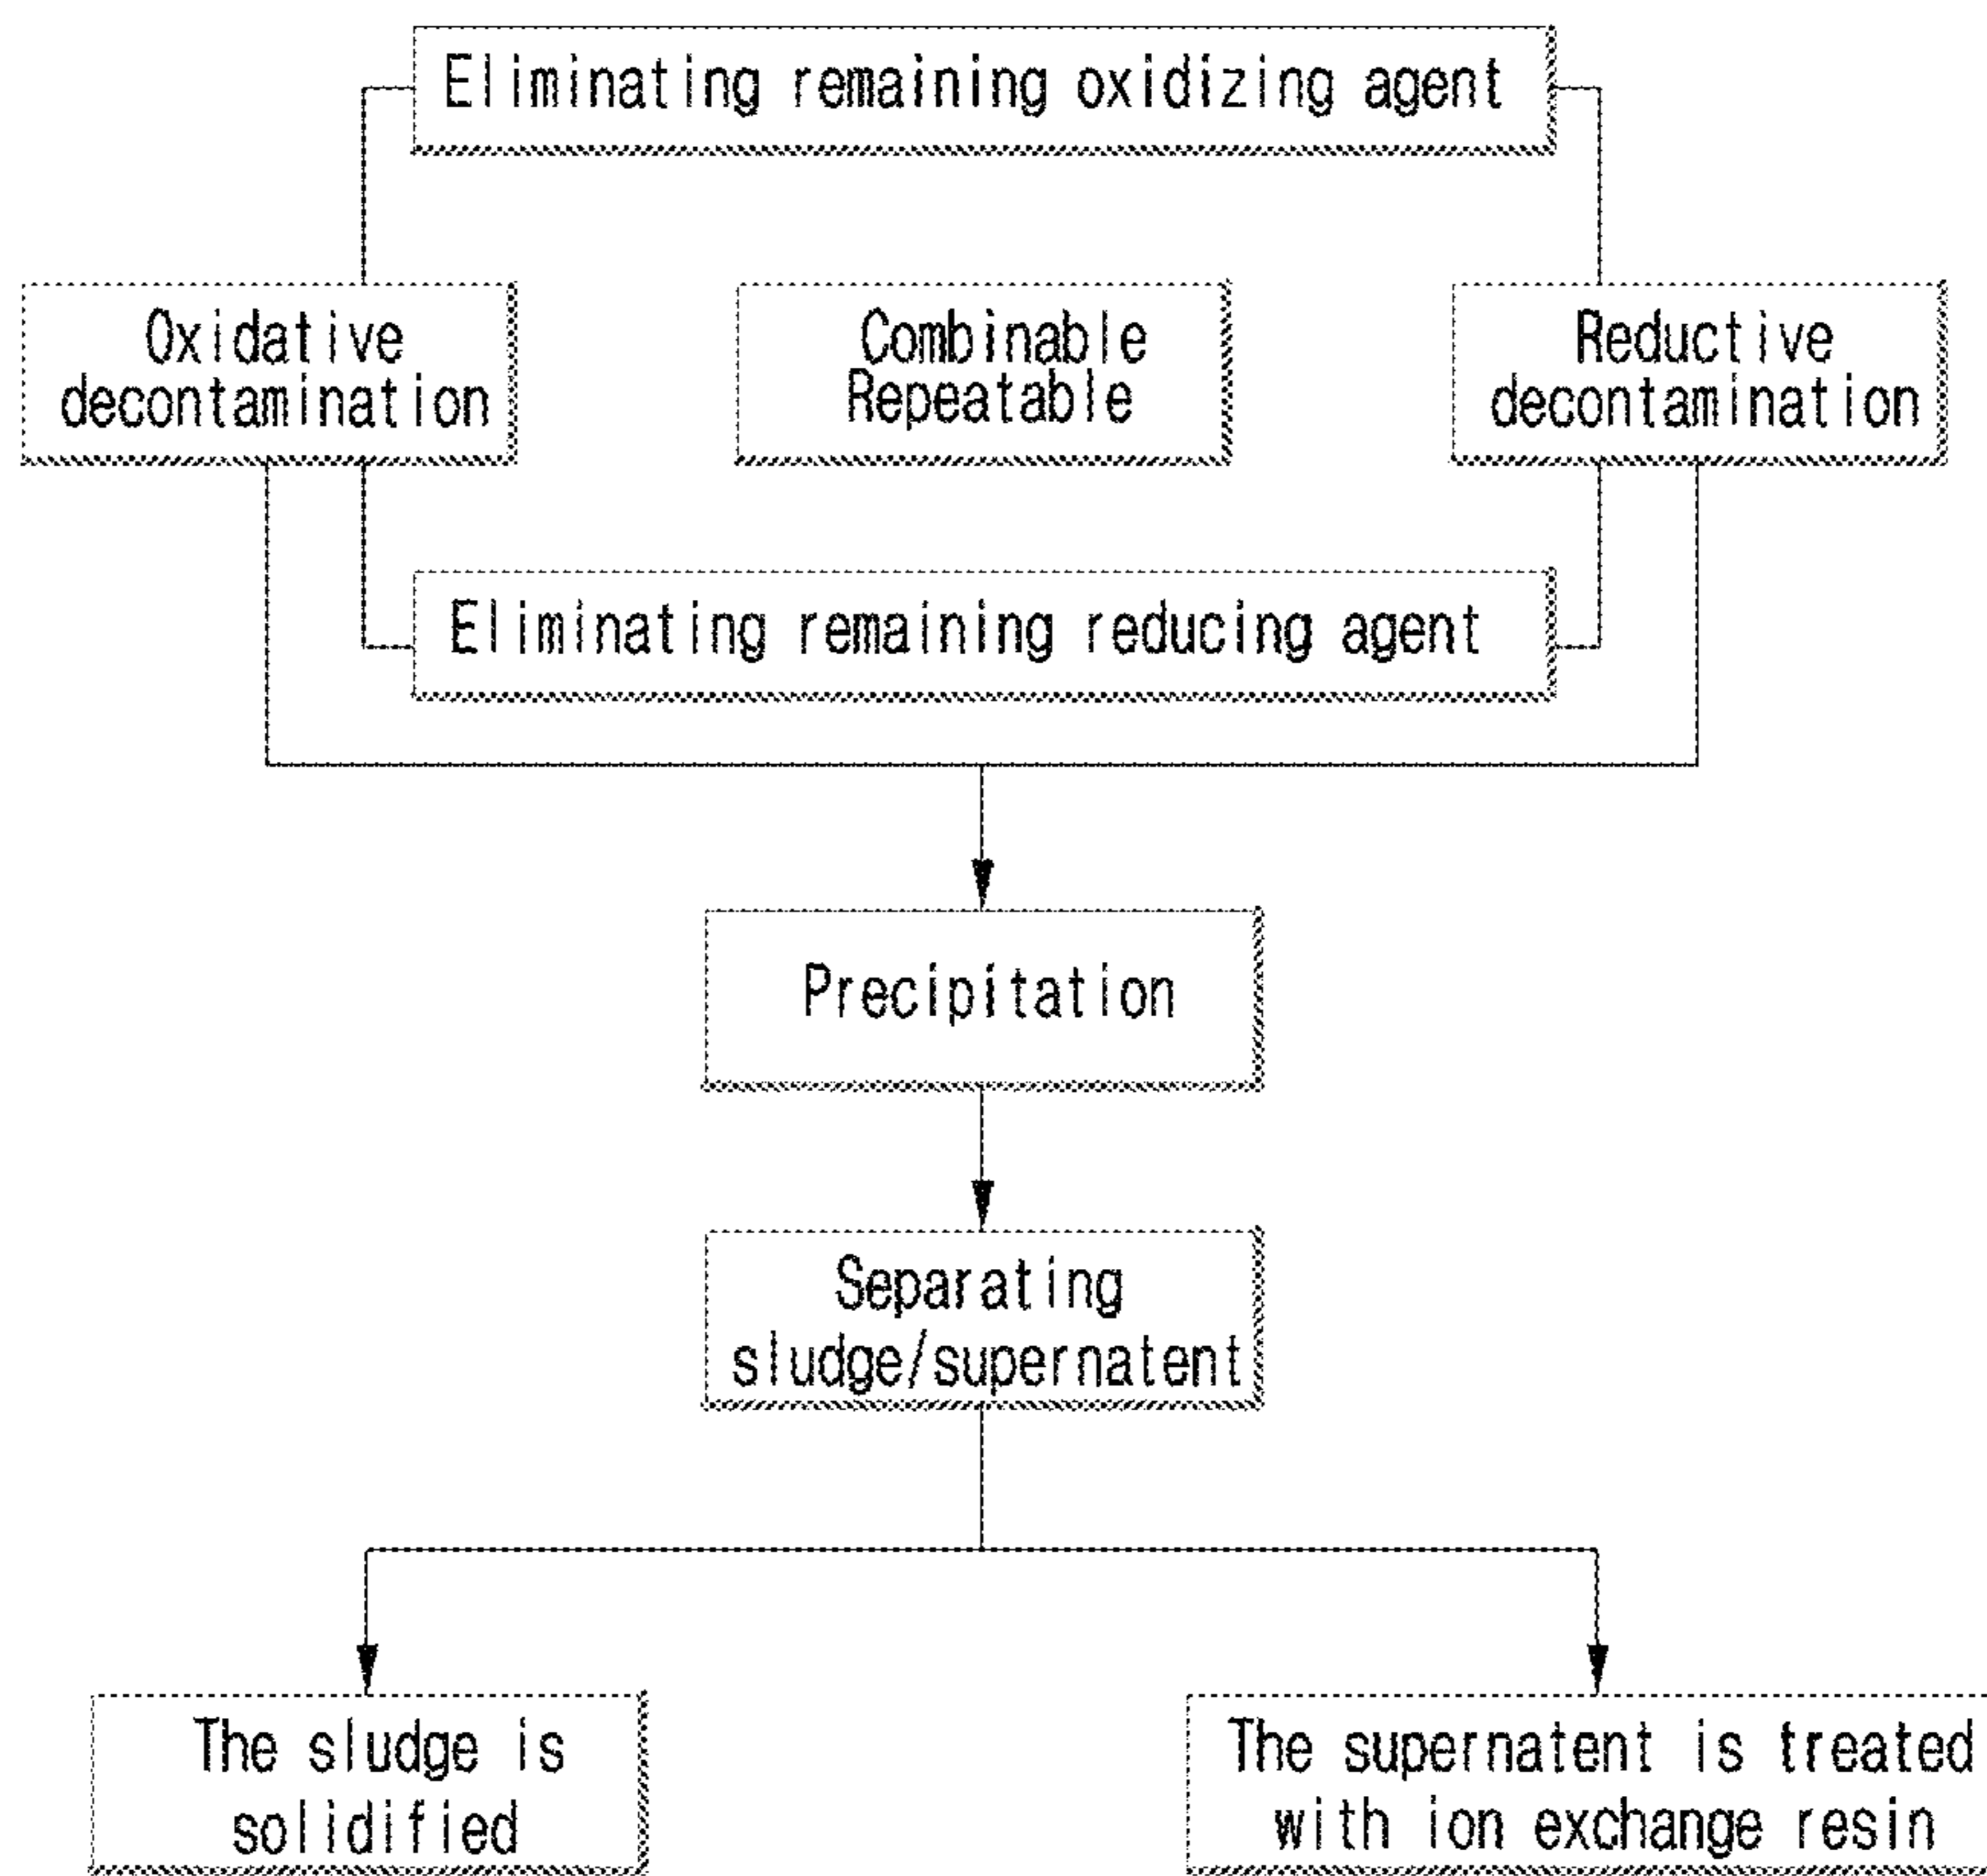 Eliminating remaining oxidizing agent
Oxidative
decontamination
Combinable
Repeatable
Reductive
decontamination
Eliminating remaining reducing agent
Precipitation
Separating
sludge/supernatent
The sludge is
solidified
The supernatent is treated
with ion exchange resin